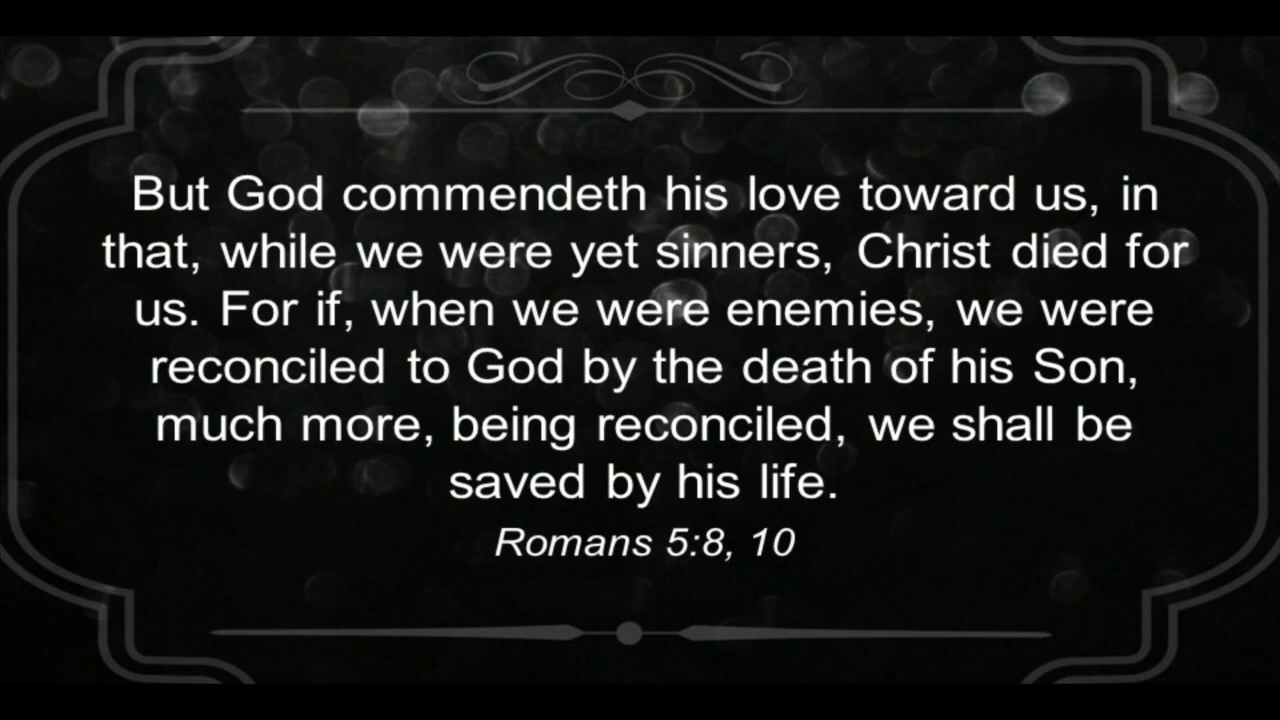 But God commendeth his love toward us, in
that, while we were yet sinners, Christ died for
us. For if, when we were enemies, we were
reconciled to God by the death of his Son,
much more, being reconciled, we shall be
saved by his life.
Romans 5:8, 10